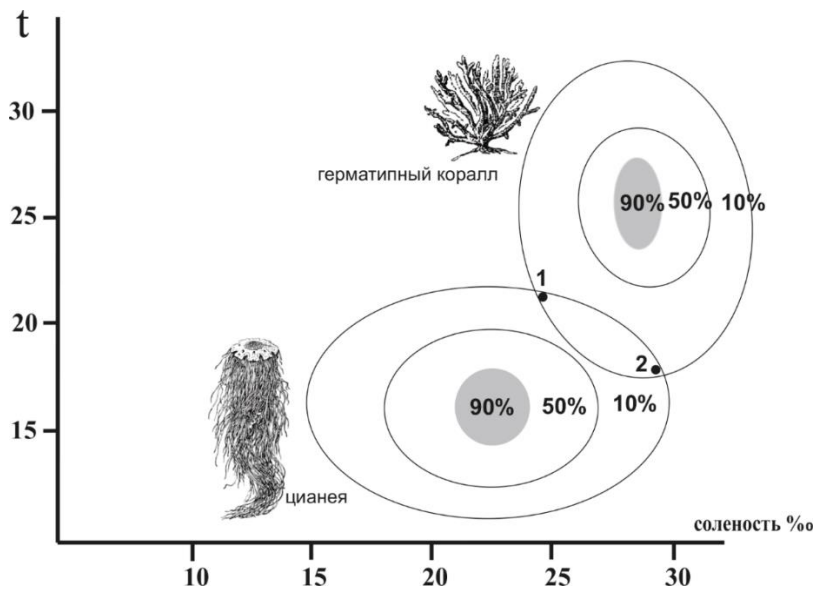 t
30
герматипный коралл
90% 50% 10%
25
1
20
2
90% 50% 10%
15
цианея
соленость ‰
10 15 20 25 30